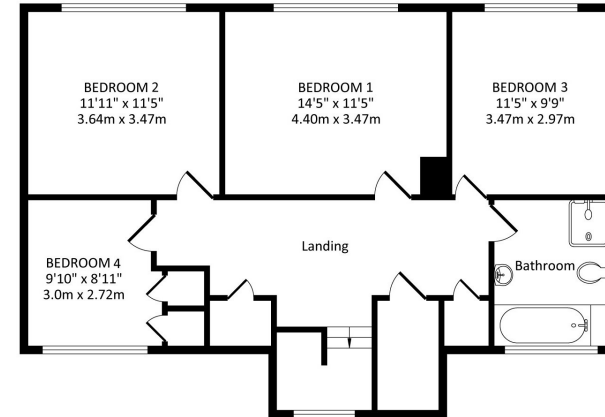 BEDROOM 2
11'11" x 11'5"
3.64m x 3.47m
BEDROOM 1
14'5" x 11'5"
4.40m x 3.47m
BEDROOM 3
11'5" x 9'9"
3.47m x 2.97m
Landing
BEDROOM 4
9'10" x 8'11"
3.0m x 2.72m
Bathroom